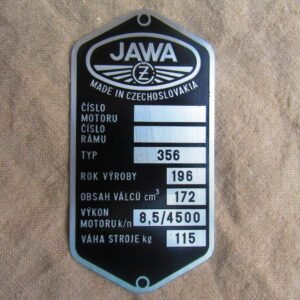 JAWA
ČZ
MADE IN CZECHOSLOVAKIA
ČÍSLO
MOTORU
ČÍSLO
RÁMU
TYP 356
ROK VÝROBY 196
OBSAH VÁLCŮ cm³ 172
VÝKON
MOTORU k/n 8,5/4500
VÁHA STROJE kg 115